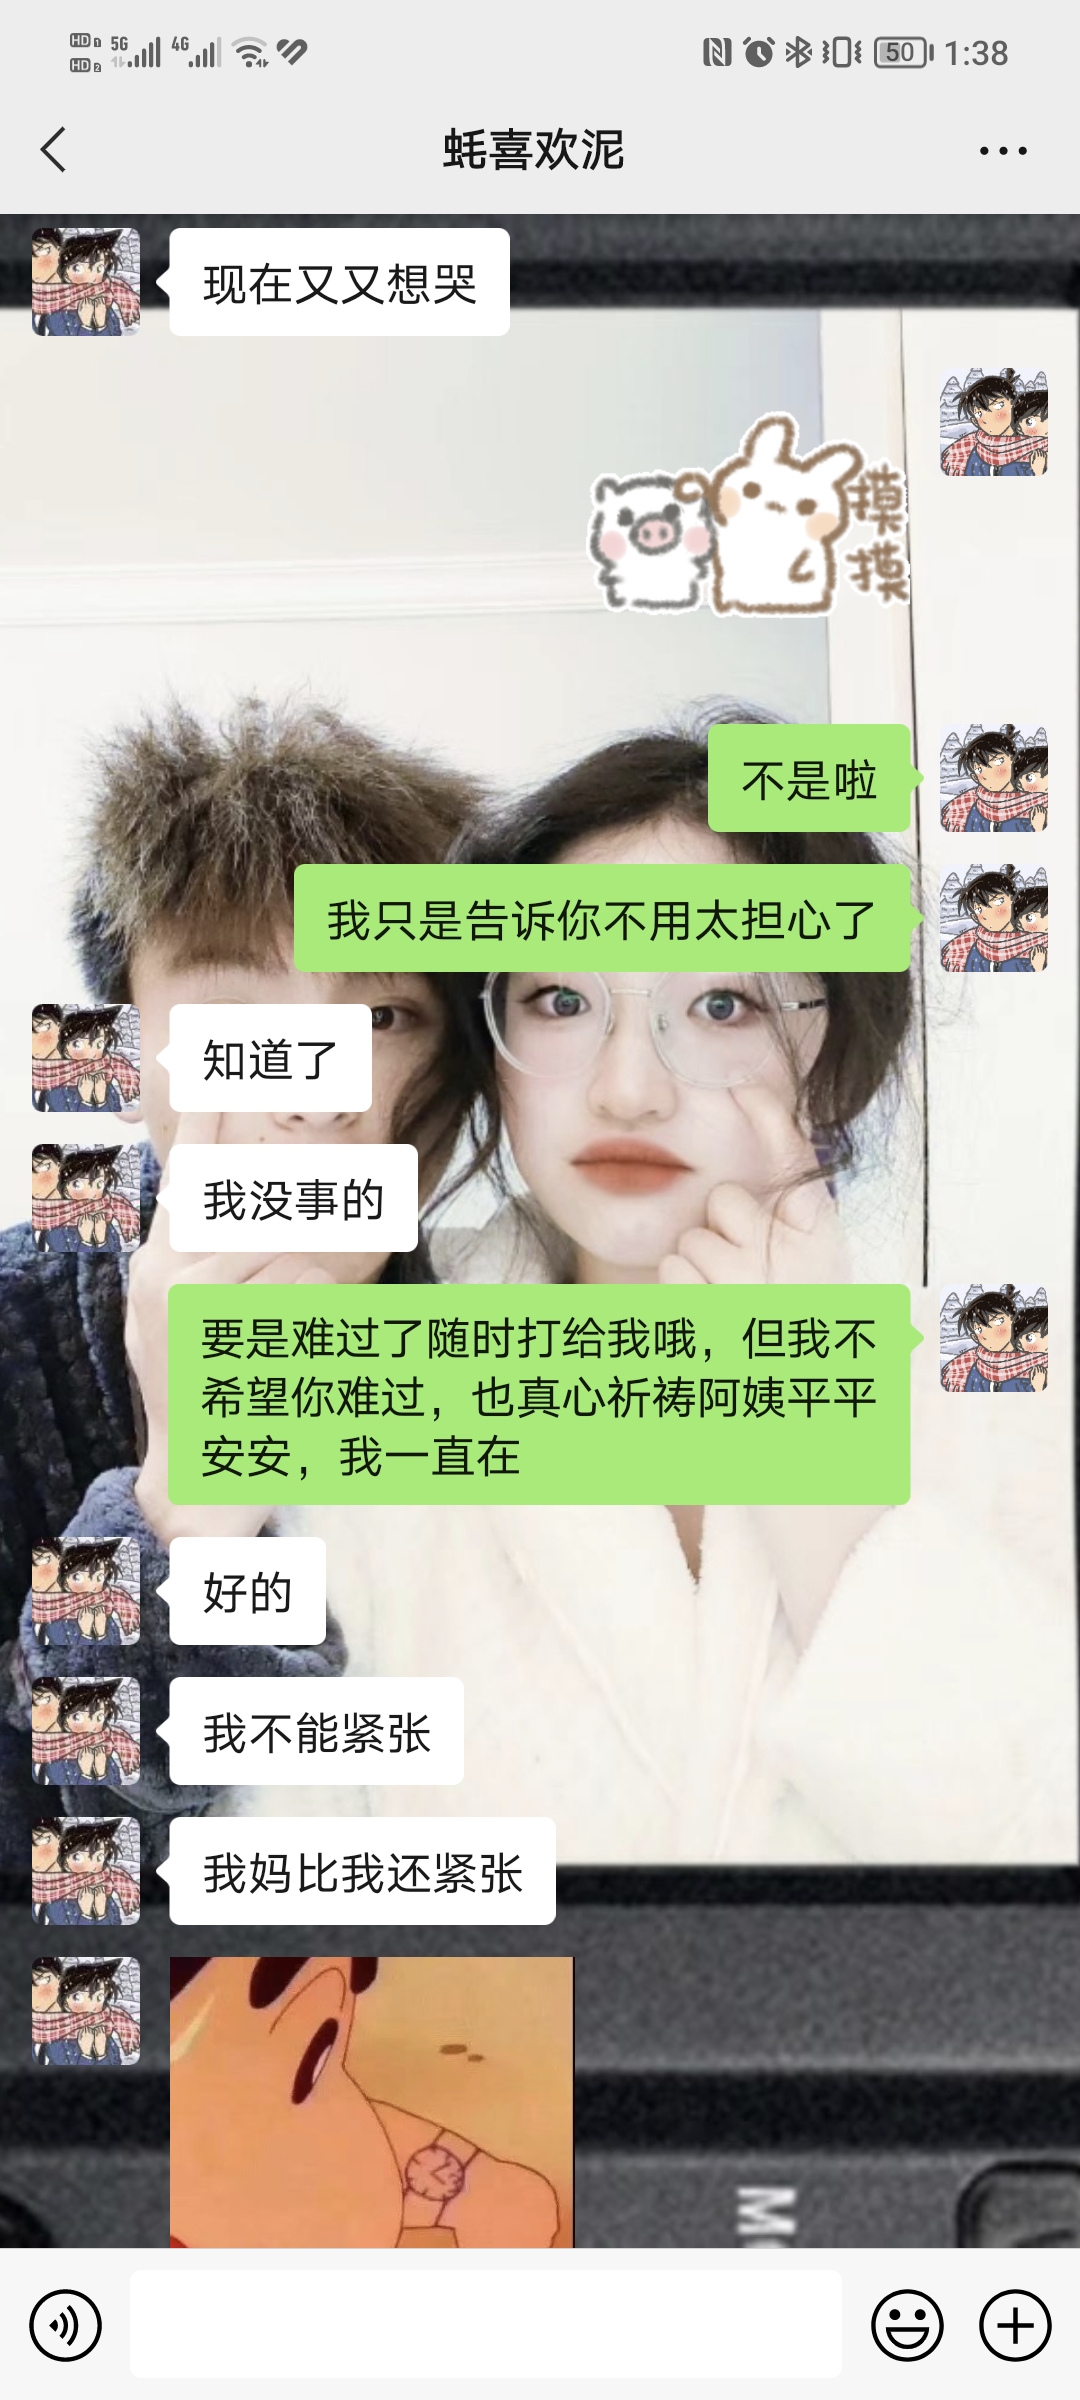 HD 1 5G 4G
HD 2
50 1:38
蚝喜欢泥
现在又又想哭
摸
摸
不是啦
我只是告诉你不用太担心了
知道了
我没事的
要是难过了随时打给我哦，但我不
希望你难过，也真心祈祷阿姨平平
安安，我一直在
好的
我不能紧张
我妈比我还紧张